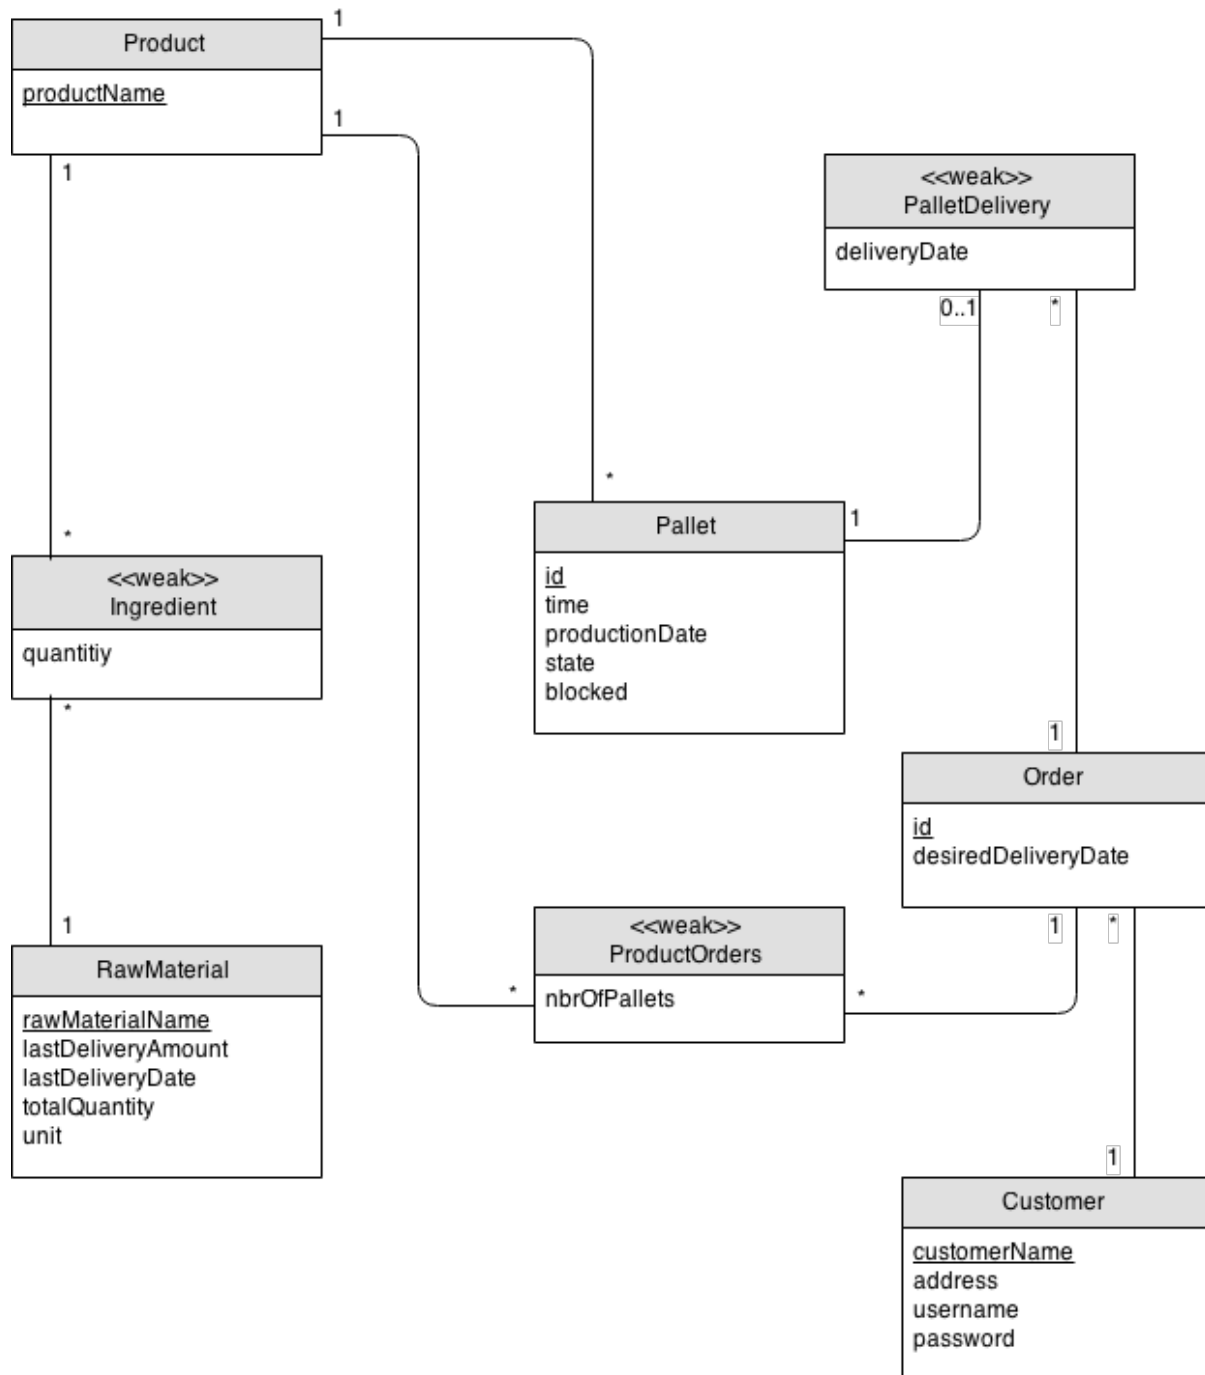 Product
productName
1
1
1
*
<<weak>>
Ingredient
quantitiy
*
1
RawMaterial
rawMaterialName
lastDeliveryAmount
lastDeliveryDate
totalQuantity
unit
<<weak>>
PalletDelivery
deliveryDate
0..1
*
*
Pallet
id
time
productionDate
state
blocked
1
1
Order
id
desiredDeliveryDate
1
*
<<weak>>
ProductOrders
nbrOfPallets
*
*
1
Customer
customerName
address
username
password